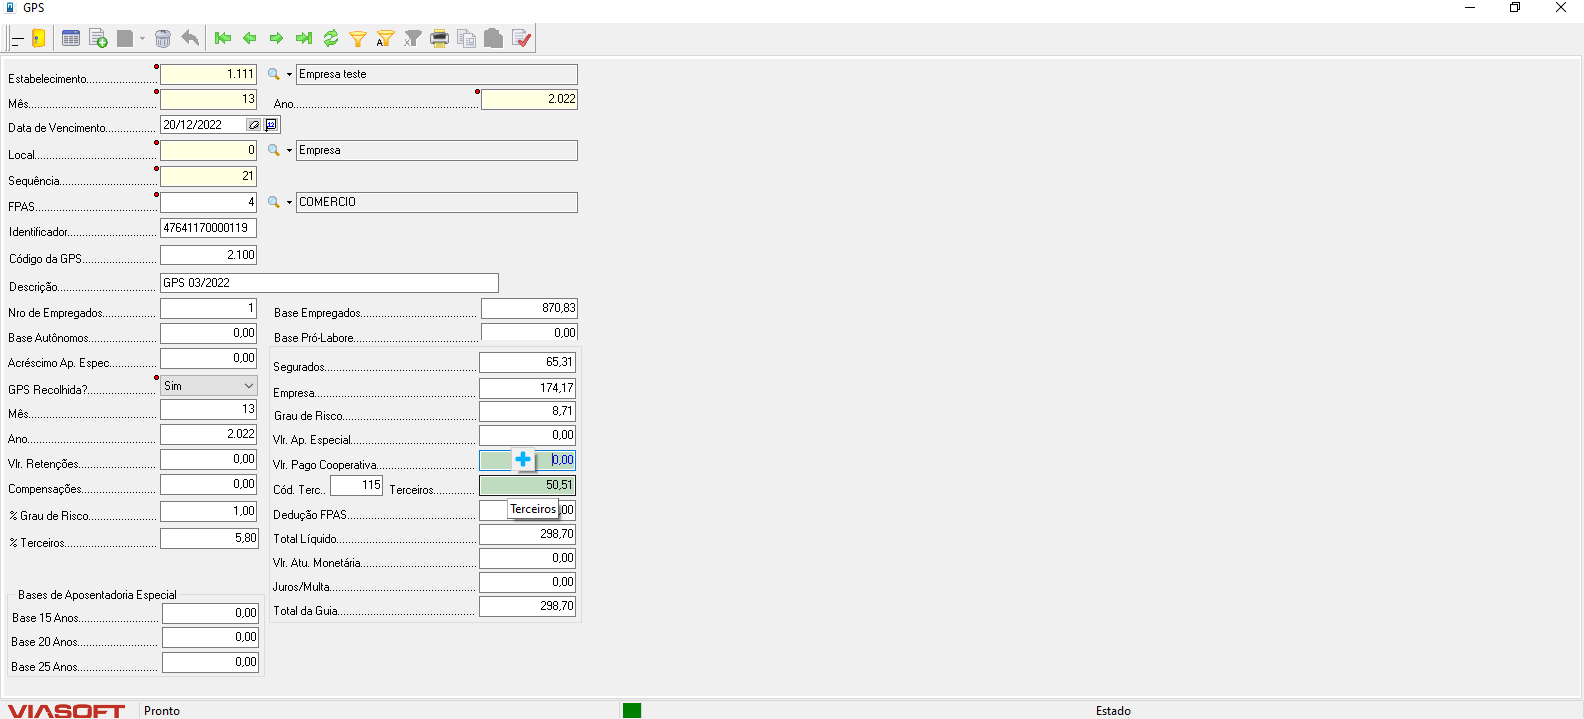 GPS
Estabelecimento 1.111 Empresa teste
Mês 13 Ano 2.022
Data de Vencimento 20/12/2022
Local 0 Empresa
Sequência 21
FPAS 4 COMERCIO
Identificador 47641170000119
Código da GPS 2.100
Descrição GPS 03/2022
Nro de Empregados 1 Base Empregados 870,83
Base Autônomos 0,00 Base Pró-Labore 0,00
Acréscimo Ap. Espec. 0,00 Segurados 65,31
GPS Recolhida? Sim Empresa 174,17
Mês 13 Grau de Risco 8,71
Ano 2.022 Vlr. Ap. Especial 0,00
Vlr. Retenções 0,00 Vlr. Pago Cooperativa 0,00
Compensações 0,00 Cód. Terc.. 115 Terceiros 50,51
Terceiros
% Grau de Risco 1,00 Dedução FPAS ,00
% Terceiros 5,80 Total Líquido 298,70
Vlr. Atu. Monetária 0,00
Juros/Multa 0,00
Total da Guia 298,70
Bases de Aposentadoria Especial
Base 15 Anos 0,00
Base 20 Anos 0,00
Base 25 Anos 0,00
VIASOFT Pronto Estado